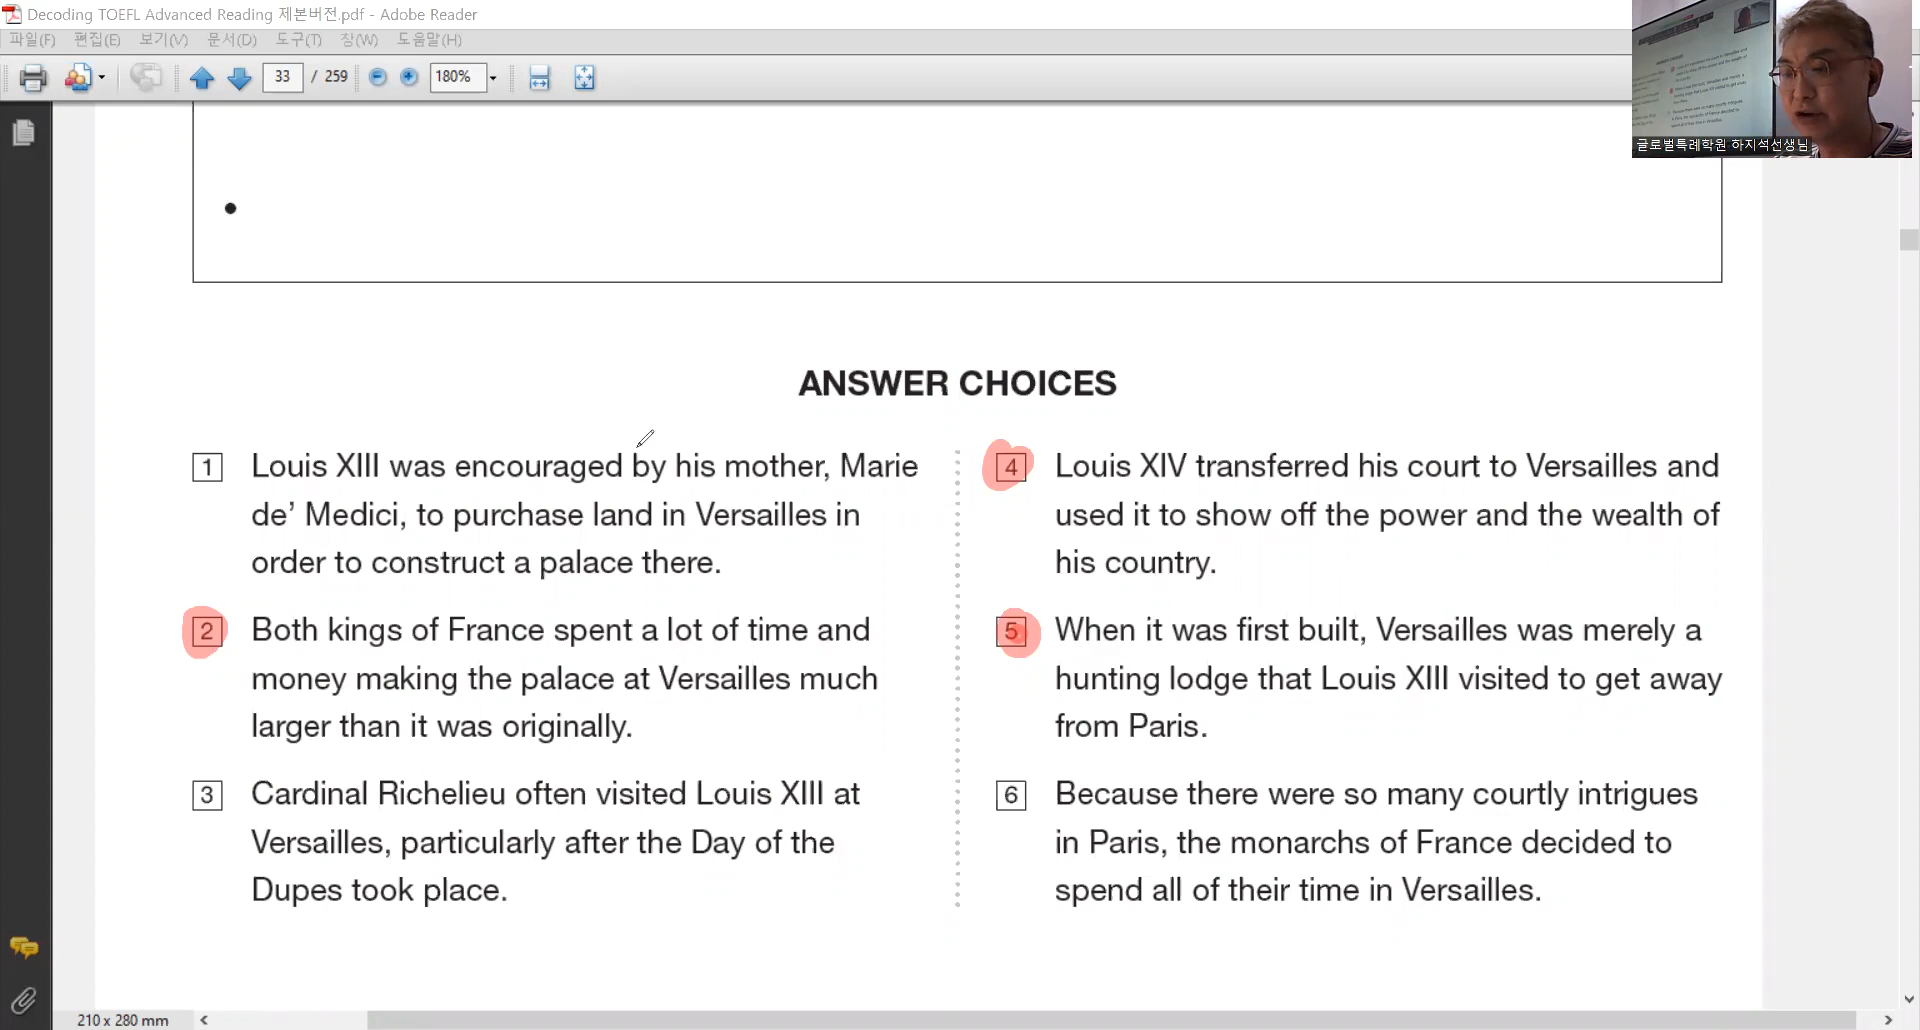 Decoding TOEFL Advanced Reading 제본버전.pdf - Adobe Reader
파일(F) 편집(E) 보기(V) 문서(D) 도구(T) 창(W) 도움말(H)
33 / 259 180%
글로벌특례학원 하지석선생님
ANSWER CHOICES
1 Louis XIII was encouraged by his mother, Marie
de’ Medici, to purchase land in Versailles in
order to construct a palace there.
2 Both kings of France spent a lot of time and
money making the palace at Versailles much
larger than it was originally.
3 Cardinal Richelieu often visited Louis XIII at
Versailles, particularly after the Day of the
Dupes took place.
4 Louis XIV transferred his court to Versailles and
used it to show off the power and the wealth of
his country.
5 When it was first built, Versailles was merely a
hunting lodge that Louis XIII visited to get away
from Paris.
6 Because there were so many courtly intrigues
in Paris, the monarchs of France decided to
spend all of their time in Versailles.
210 x 280 mm